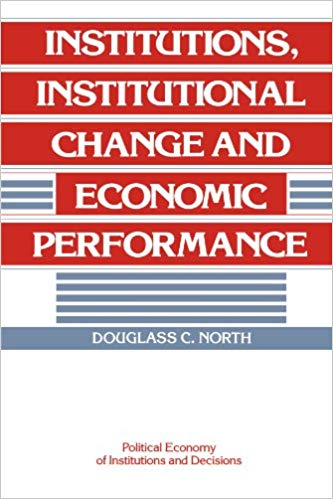 INSTITUTIONS,
INSTITUTIONAL
CHANGE AND
ECONOMIC
PERFORMANCE
DOUGLASS C. NORTH
Political Economy
of Institutions and Decisions